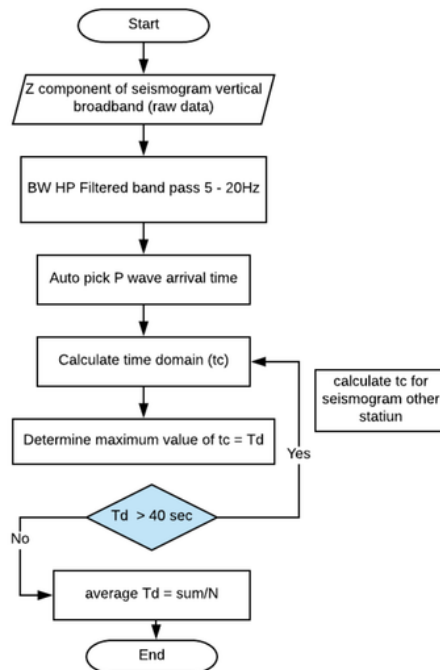 Start
Z component of seismogram vertical
broadband (raw data)
BW HP Filtered band pass 5 - 20Hz
Auto pick P wave arrival time
Calculate time domain (tc)
calculate tc for
seismogram other
statiun
Determine maximum value of tc = Td
Yes
Td > 40 sec
No
average Td = sum/N
End